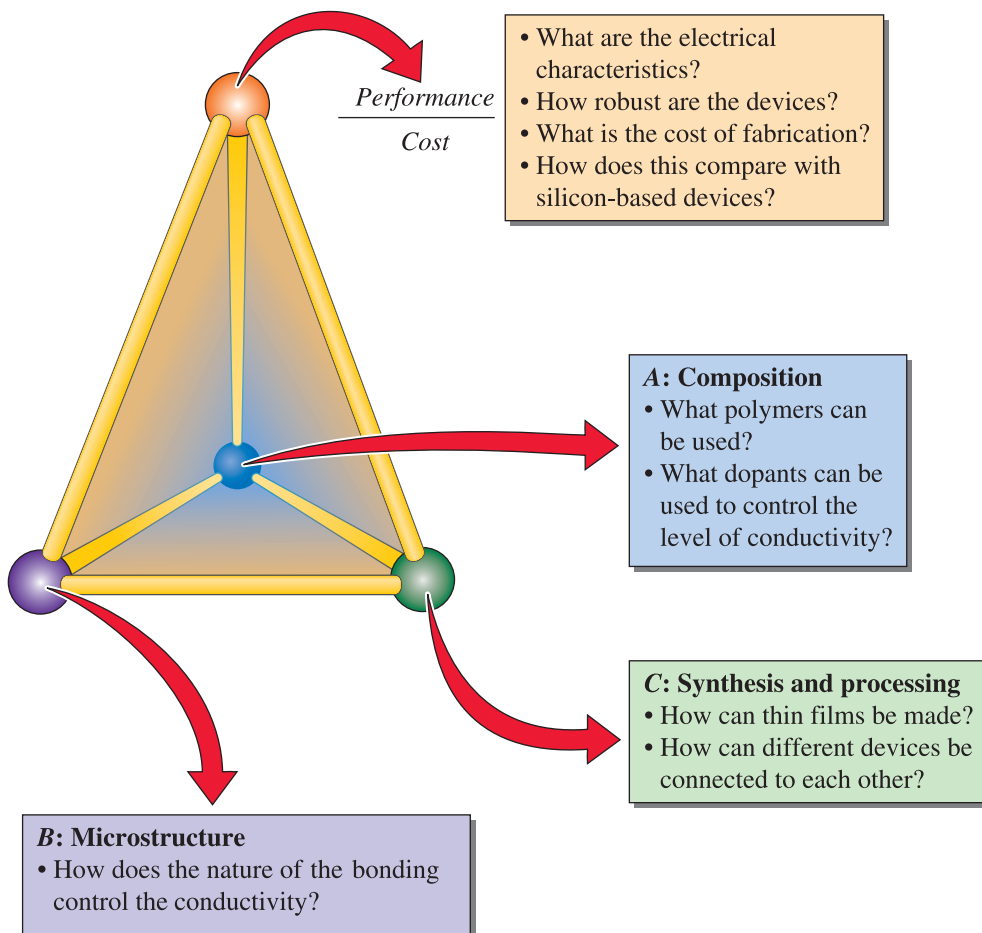 Performance
Cost
• What are the electrical
characteristics?
• How robust are the devices?
• What is the cost of fabrication?
• How does this compare with
silicon-based devices?
A: Composition
• What polymers can
be used?
• What dopants can be
used to control the
level of conductivity?
C: Synthesis and processing
• How can thin films be made?
• How can different devices be
connected to each other?
B: Microstructure
• How does the nature of the bonding
control the conductivity?